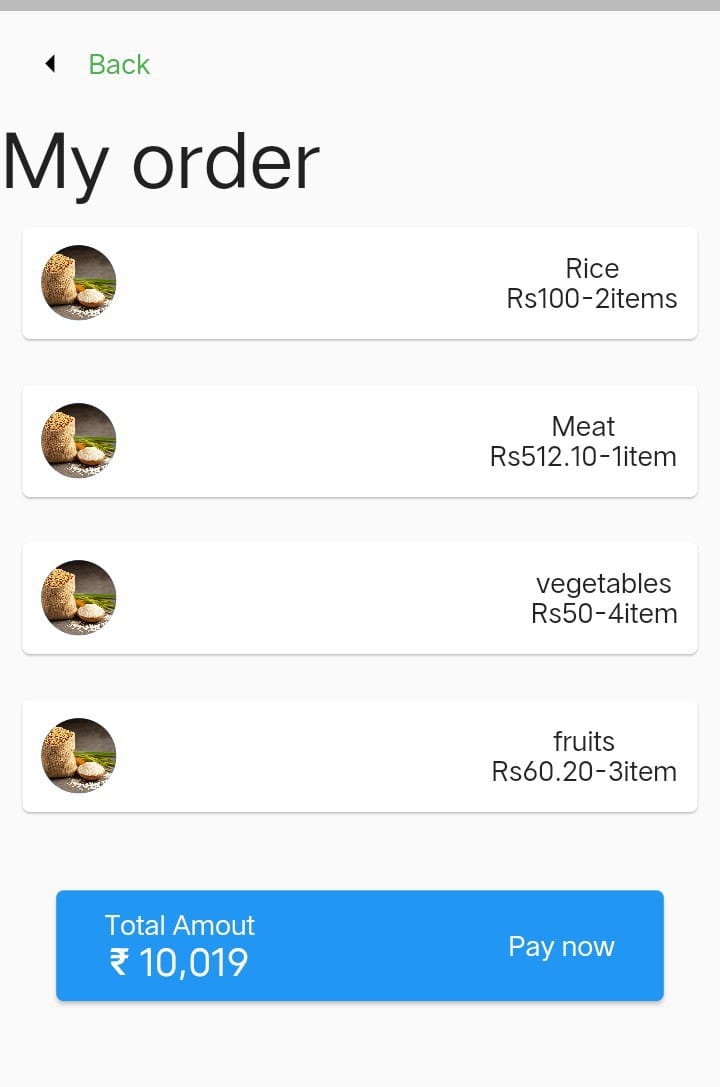 Back
My order
Rice
Rs100-2items
Meat
Rs512.10-1item
vegetables
Rs50-4item
fruits
Rs60.20-3item
Total Amout
₹ 10,019
Pay now